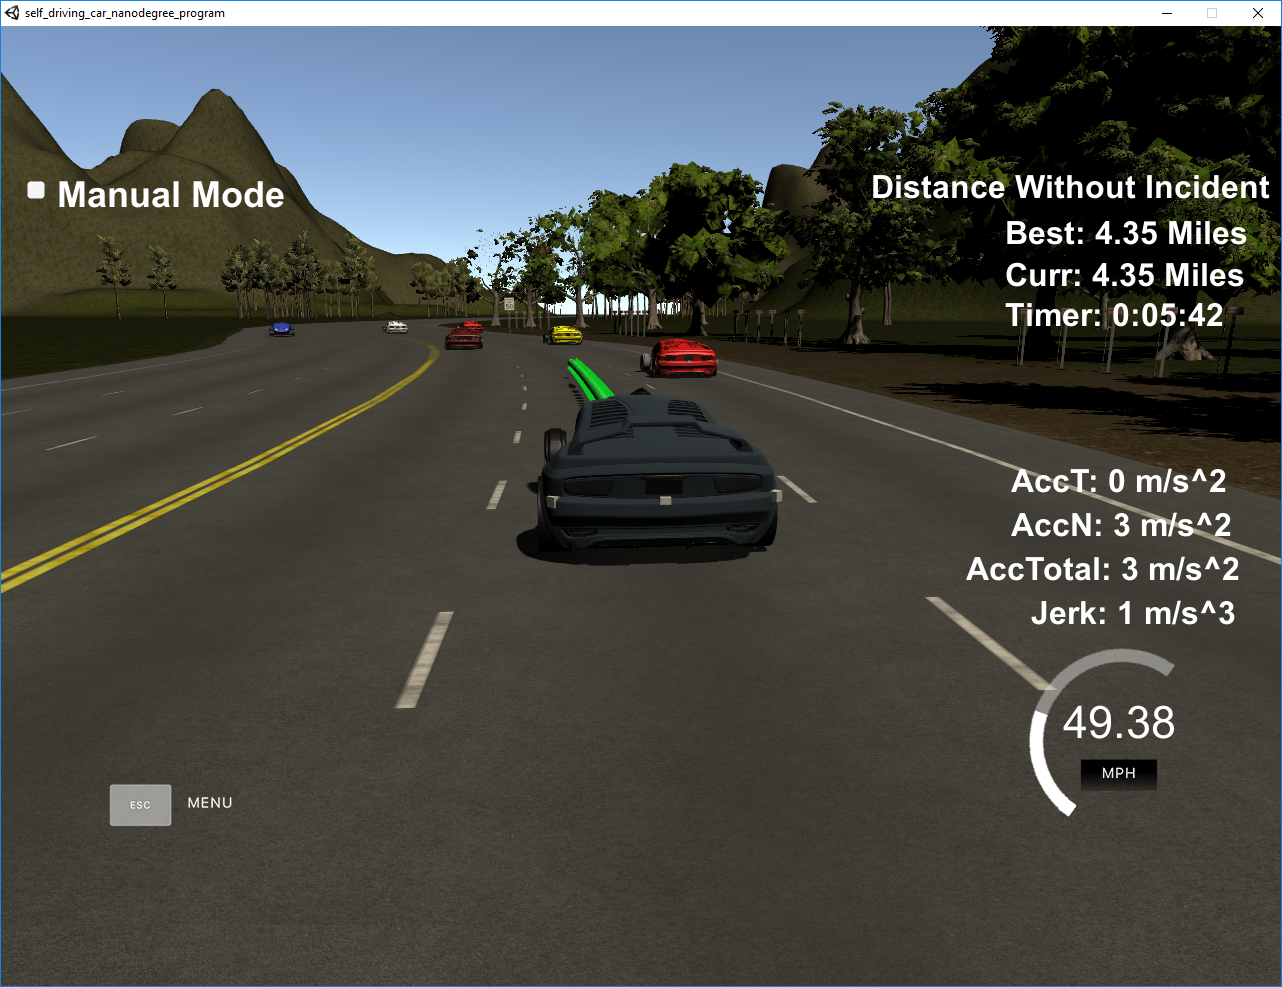 self_driving_car_nanodegree_program
Manual Mode
Distance Without Incident
Best: 4.35 Miles
Curr: 4.35 Miles
Timer: 0:05:42
AccT: 0 m/s^2
AccN: 3 m/s^2
AccTotal: 3 m/s^2
Jerk: 1 m/s^3
49.38
MPH
ESC MENU